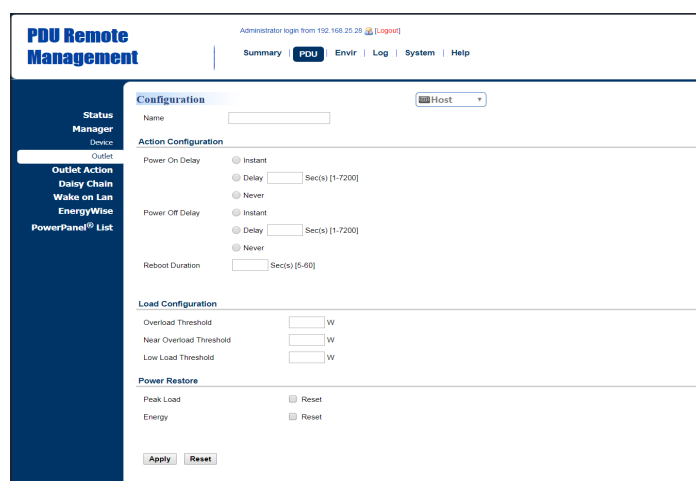 PDU Remote
Management
Administrator login from 192.168.25.28 [Logout]
Summary | PDU | Envir | Log | System | Help
Status
Manager
Device
Outlet
Outlet Action
Daisy Chain
Wake on Lan
EnergyWise
PowerPanel® List
Configuration
Host
Name
Action Configuration
Power On Delay Instant
Delay Sec(s) [1-7200]
Never
Power Off Delay Instant
Delay Sec(s) [1-7200]
Never
Reboot Duration Sec(s) [5-60]
Load Configuration
Overload Threshold W
Near Overload Threshold W
Low Load Threshold W
Power Restore
Peak Load Reset
Energy Reset
Apply Reset